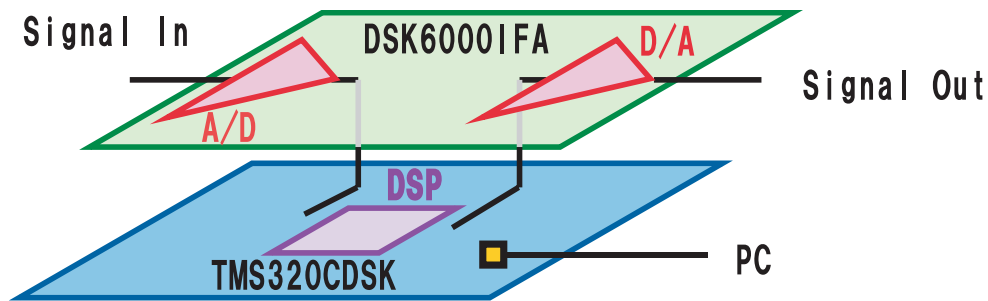 Signal In
DSK6000IFA
D/A
Signal Out
A/D
DSP
TMS320CDSK
PC